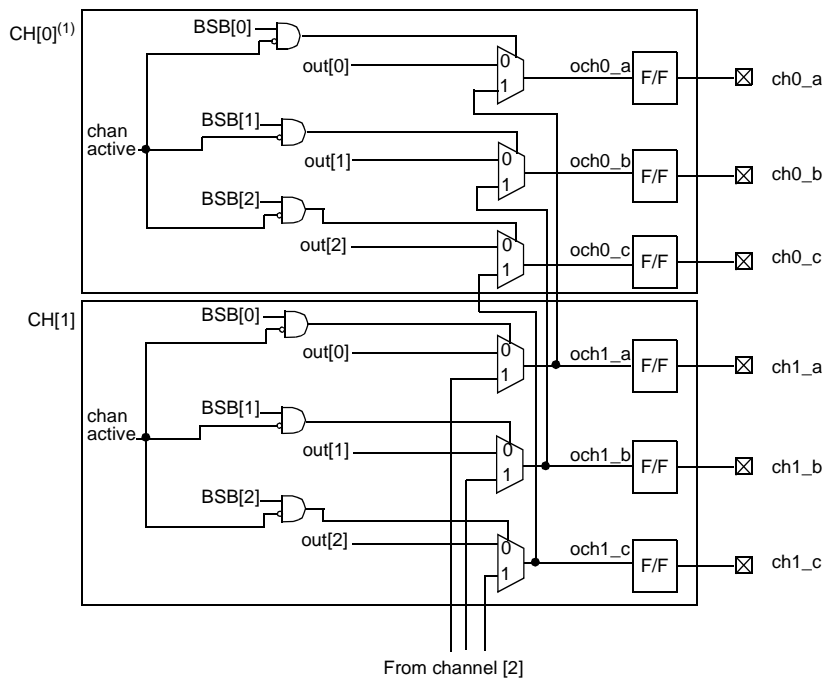 CH[0](1)
BSB[0]
out[0]
0
1
och0_a
F/F
ch0_a
chan
active
BSB[1]
out[1]
0
1
och0_b
F/F
ch0_b
BSB[2]
out[2]
0
1
och0_c
F/F
ch0_c
CH[1]
BSB[0]
out[0]
0
1
och1_a
F/F
ch1_a
chan
active
BSB[1]
out[1]
0
1
och1_b
F/F
ch1_b
BSB[2]
out[2]
0
1
och1_c
F/F
ch1_c
From channel [2]